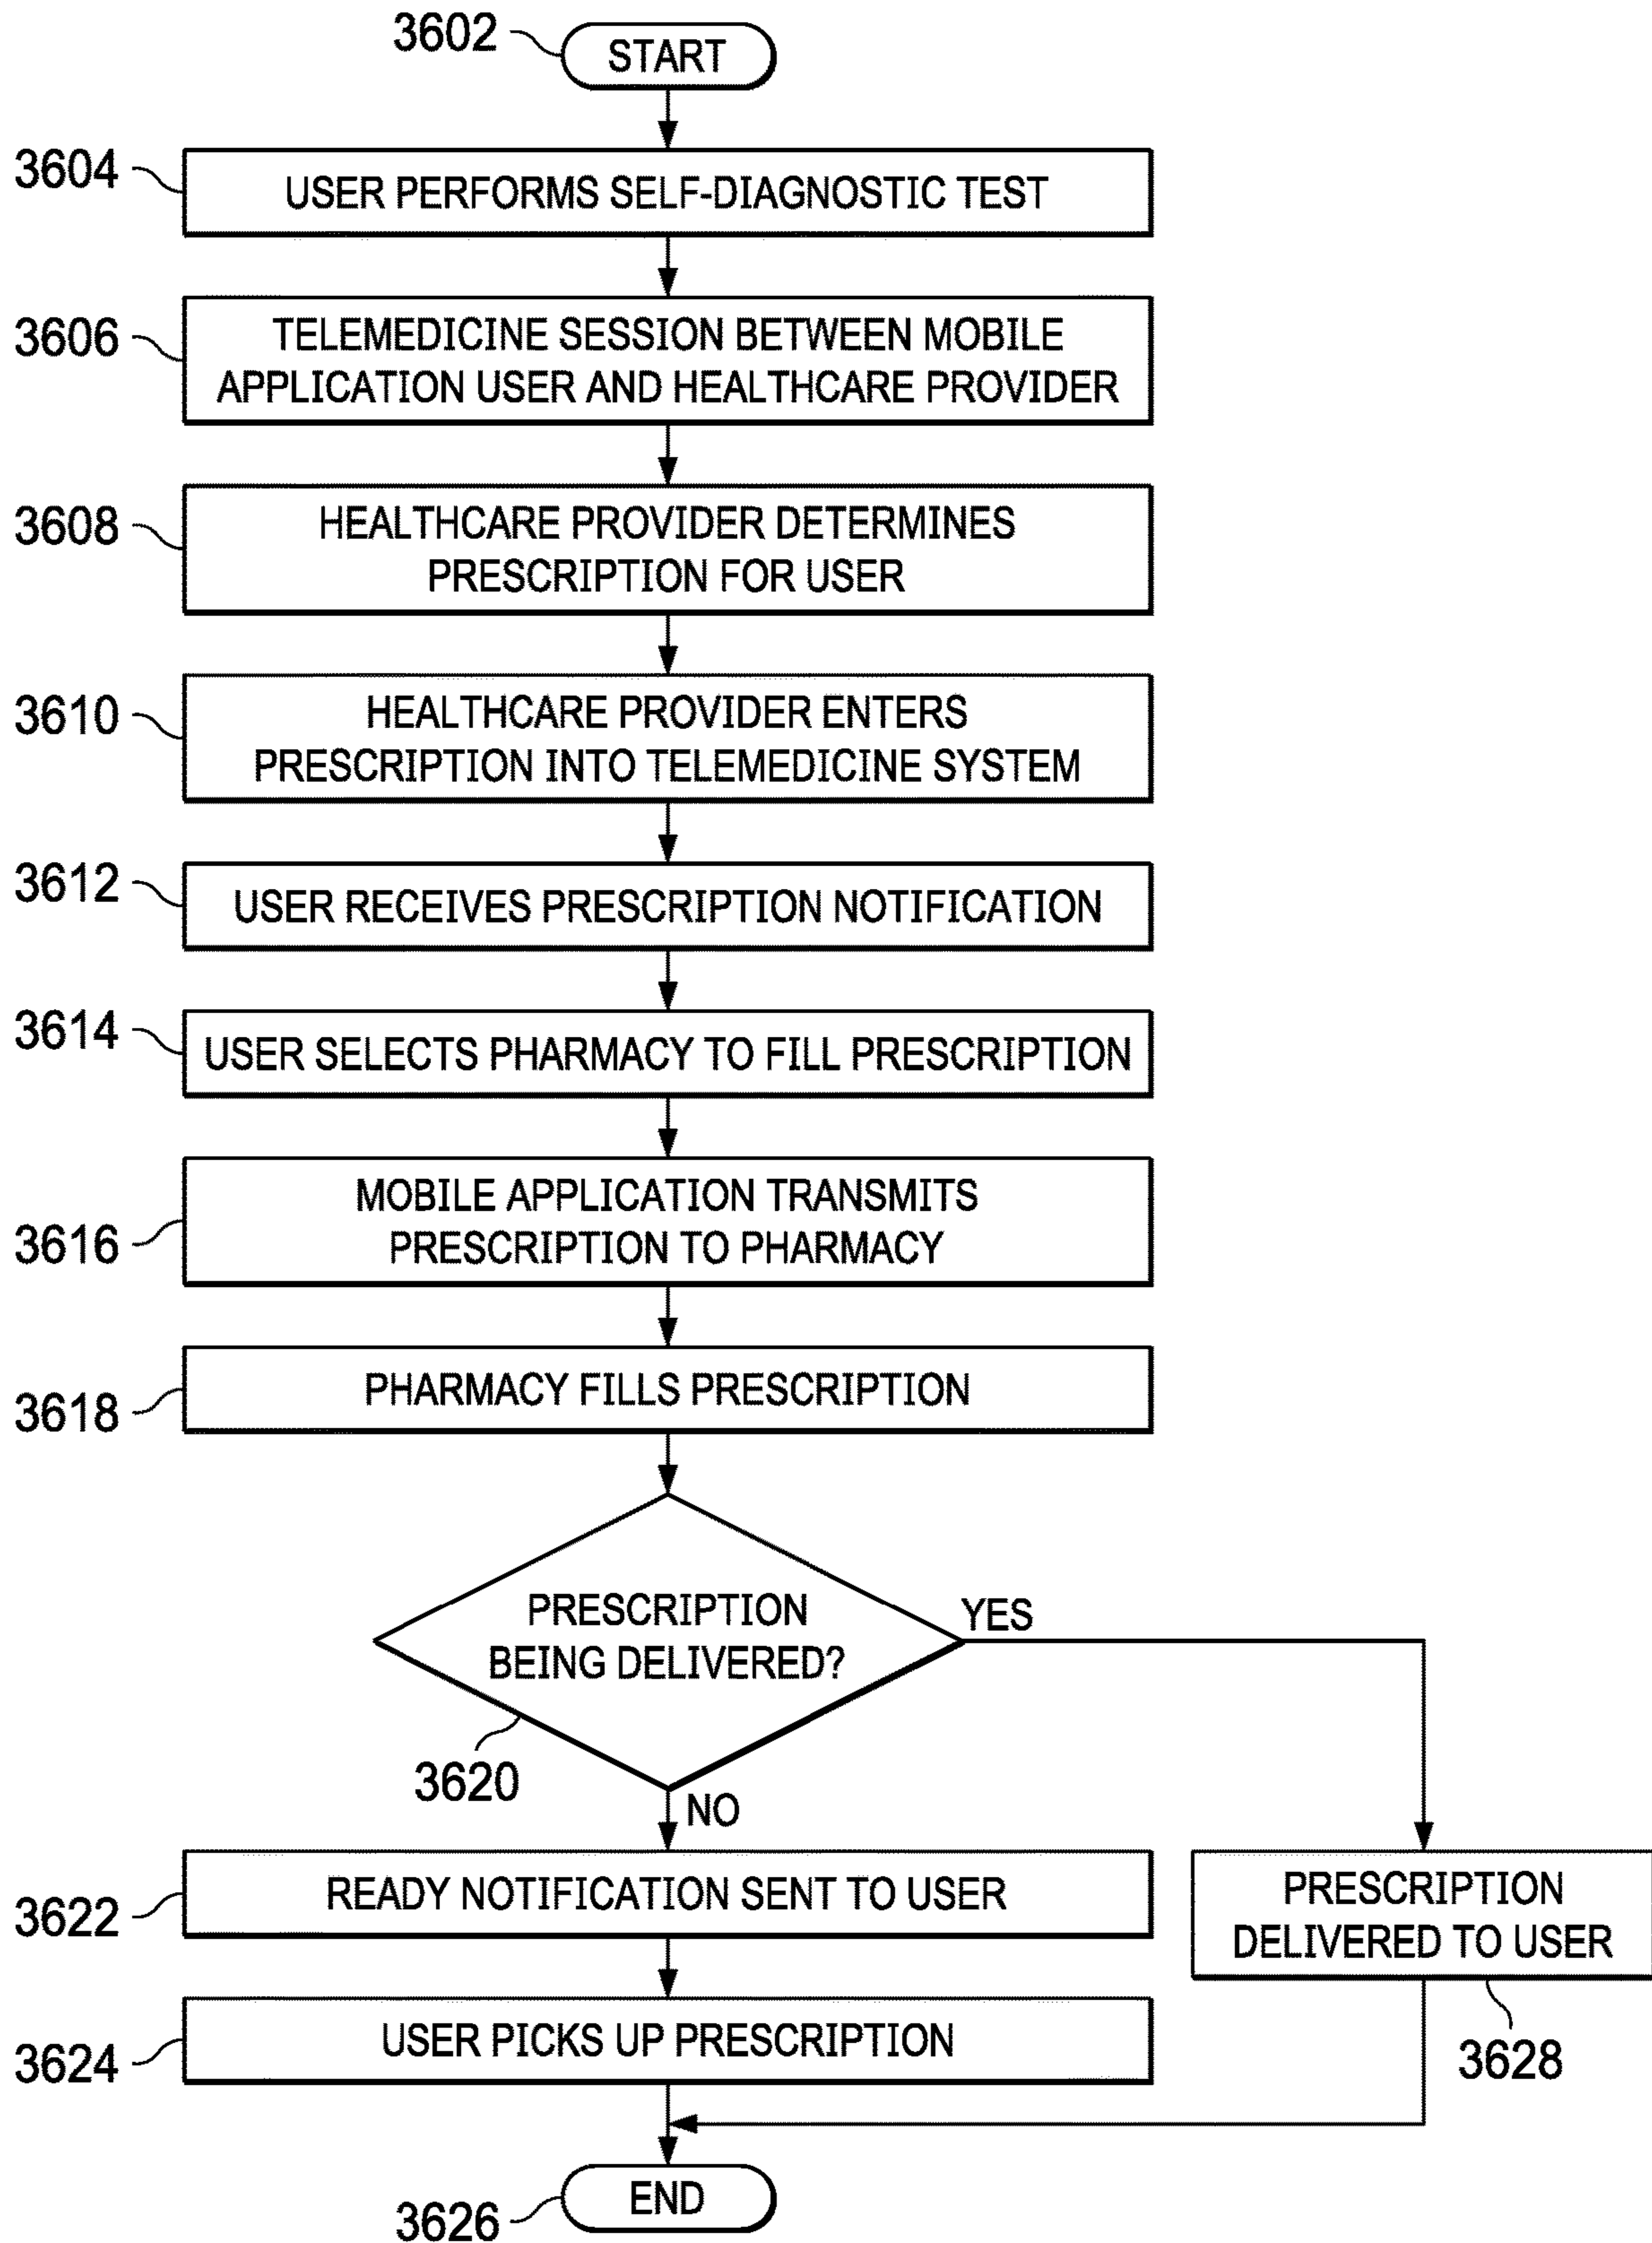 3602
START
3604
USER PERFORMS SELF-DIAGNOSTIC TEST
3606
TELEMEDICINE SESSION BETWEEN MOBILE
APPLICATION USER AND HEALTHCARE PROVIDER
3608
HEALTHCARE PROVIDER DETERMINES
PRESCRIPTION FOR USER
3610
HEALTHCARE PROVIDER ENTERS
PRESCRIPTION INTO TELEMEDICINE SYSTEM
3612
USER RECEIVES PRESCRIPTION NOTIFICATION
3614
USER SELECTS PHARMACY TO FILL PRESCRIPTION
3616
MOBILE APPLICATION TRANSMITS
PRESCRIPTION TO PHARMACY
3618
PHARMACY FILLS PRESCRIPTION
PRESCRIPTION
BEING DELIVERED?
YES
3620
NO
3622
READY NOTIFICATION SENT TO USER
PRESCRIPTION
DELIVERED TO USER
3628
3624
USER PICKS UP PRESCRIPTION
3626
END